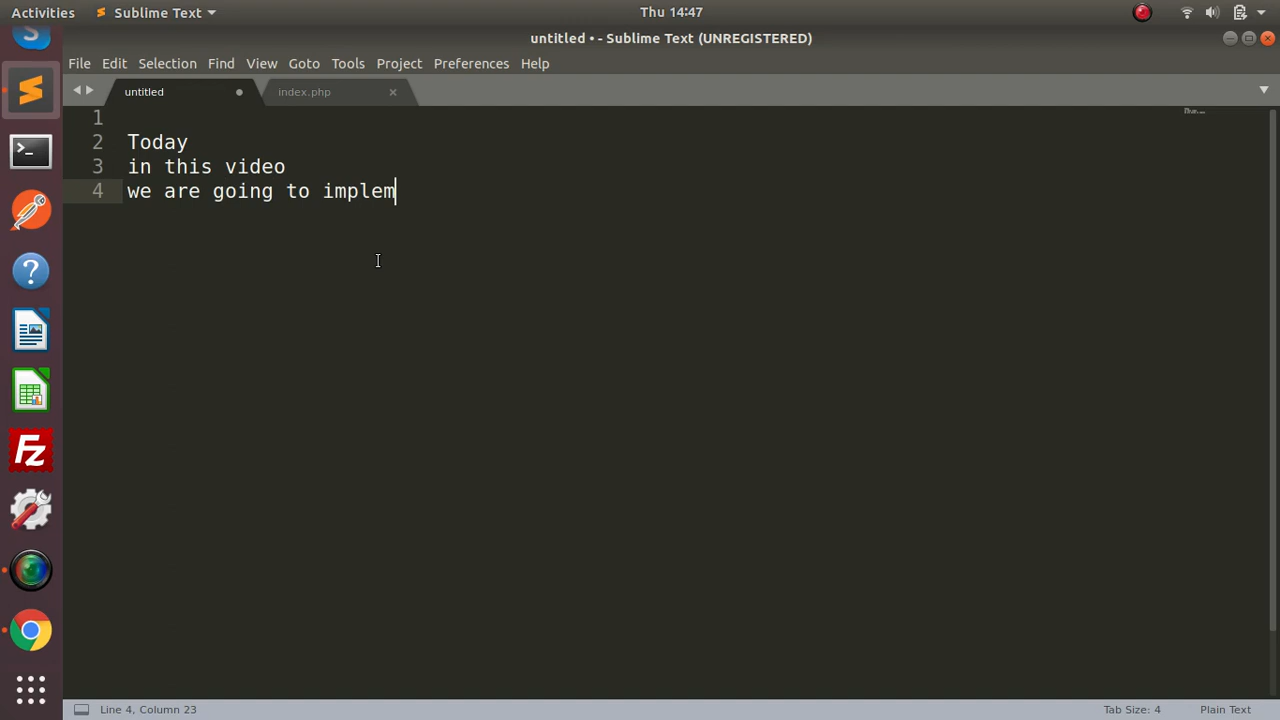 Activities Sublime Text Thu 14:47
untitled • - Sublime Text (UNREGISTERED)
File Edit Selection Find View Goto Tools Project Preferences Help
untitled index.php
1
2 Today
3 in this video
4 we are going to implem
Line 4, Column 23 Tab Size: 4 Plain Text